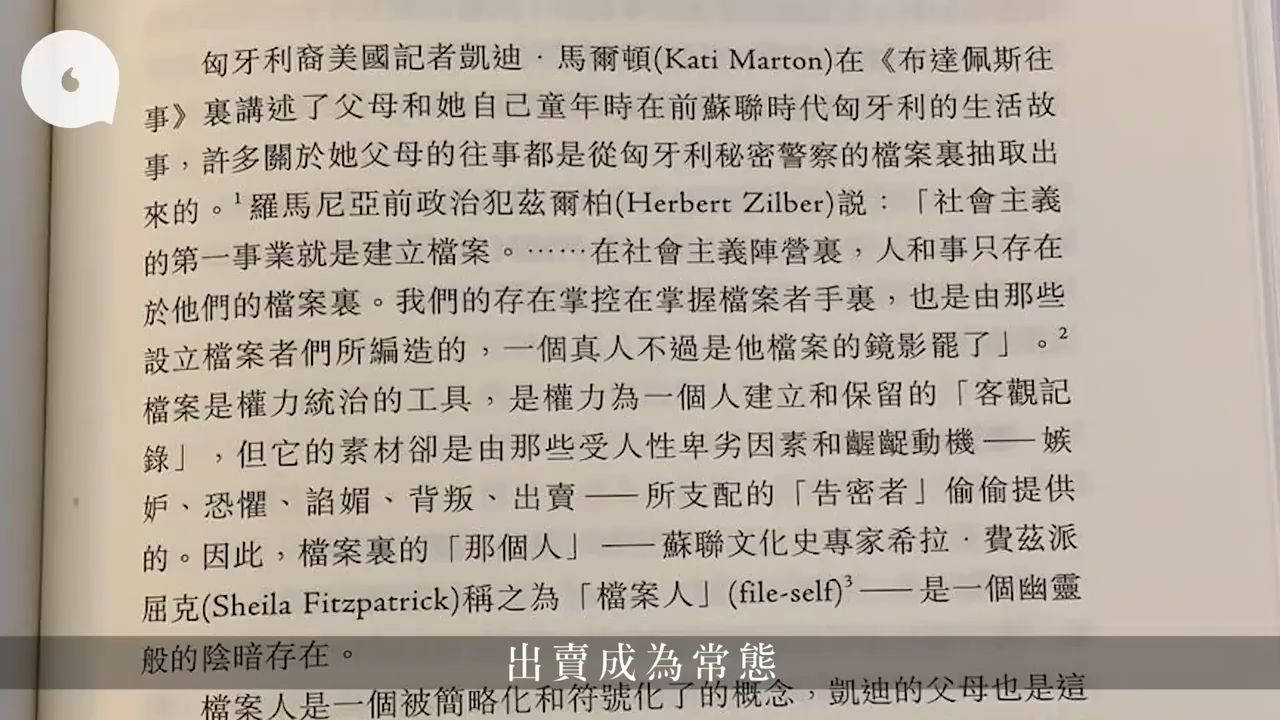 匈牙利裔美國記者凱迪·馬爾頓(Kati Marton)在《布達佩斯往
事》裏講述了父母和她自己童年時在前蘇聯時代匈牙利的生活故
事，許多關於她父母的往事都是從匈牙利秘密警察的檔案裏抽取出
來的。¹羅馬尼亞前政治犯茲爾柏(Herbert Zilber)説：「社會主義
的第一事業就是建立檔案。……在社會主義陣營裏，人和事只存在
於他們的檔案裏。我們的存在掌控在掌握檔案者手裏，也是由那些
設立檔案者們所編造的，一個真人不過是他檔案的鏡影罷了」。²
檔案是權力統治的工具，是權力為一個人建立和保留的「客觀記
錄」，但它的素材卻是由那些受人性卑劣因素和齷齪動機——嫉
妒、恐懼、諂媚、背叛、出賣——所支配的「告密者」偷偷提供
的。因此，檔案裏的「那個人」——蘇聯文化史專家希拉·費茲派
屈克(Sheila Fitzpatrick)稱之為「檔案人」(file-self)³——是一個幽靈
般的陰暗存在。
出賣成為常態
檔案人是一個被簡略化和符號化了的概念，凱迪的父母也是這